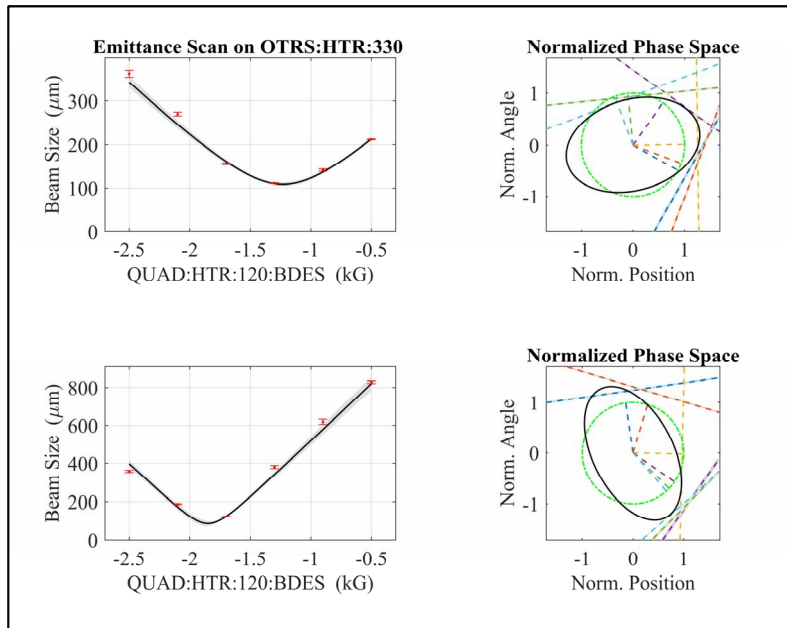 Emittance Scan on OTRS:HTR:330
Beam Size (μm)
300
200
100
0
-2.5 -2 -1.5 -1 -0.5
QUAD:HTR:120:BDES (kG)
Normalized Phase Space
Norm. Angle
1
0
-1
-1 0 1
Norm. Position
Beam Size (μm)
800
600
400
200
0
-2.5 -2 -1.5 -1 -0.5
QUAD:HTR:120:BDES (kG)
Normalized Phase Space
Norm. Angle
1
0
-1
-1 0 1
Norm. Position